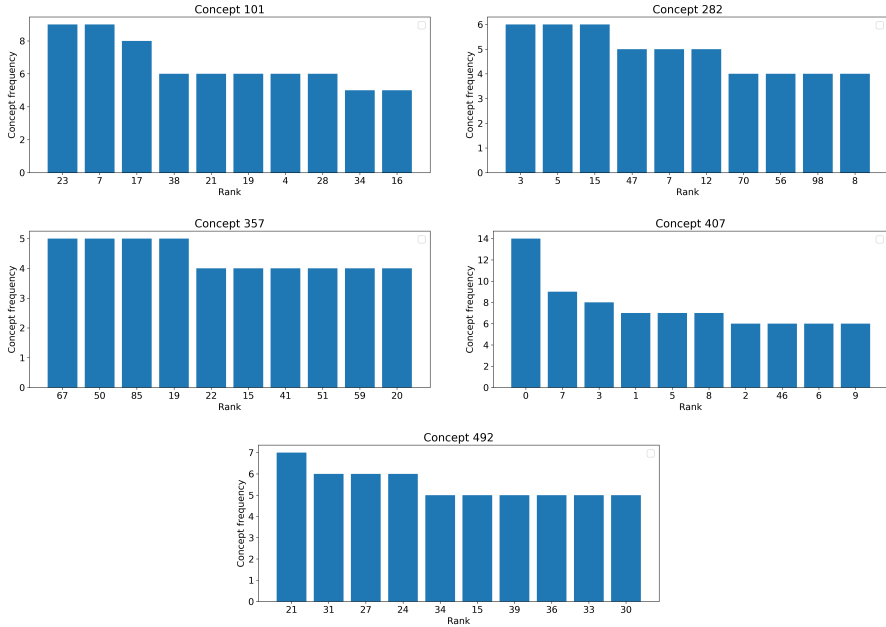 Concept 101
Concept frequency
8
6
4
2
0
23 7 17 38 21 19 4 28 34 16
Rank
Concept 282
Concept frequency
6
5
4
3
2
1
0
3 5 15 47 7 12 70 56 98 8
Rank
Concept 357
Concept frequency
5
4
3
2
1
0
67 50 85 19 22 15 41 51 59 20
Rank
Concept 407
Concept frequency
14
12
10
8
6
4
2
0
0 7 3 1 5 8 2 46 6 9
Rank
Concept 492
Concept frequency
7
6
5
4
3
2
1
0
21 31 27 24 34 15 39 36 33 30
Rank